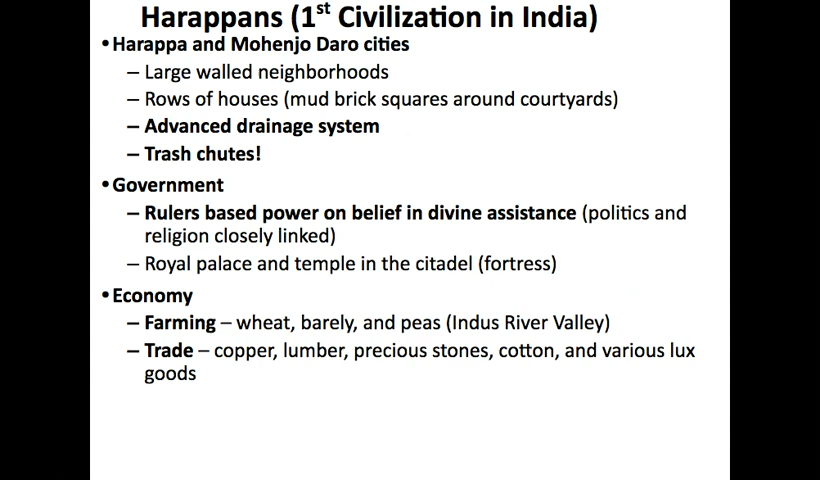 Harappans (1st Civilization in India)
• Harappa and Mohenjo Daro cities
– Large walled neighborhoods
– Rows of houses (mud brick squares around courtyards)
– Advanced drainage system
– Trash chutes!
• Government
– Rulers based power on belief in divine assistance (politics and
religion closely linked)
– Royal palace and temple in the citadel (fortress)
• Economy
– Farming – wheat, barely, and peas (Indus River Valley)
– Trade – copper, lumber, precious stones, cotton, and various lux
goods